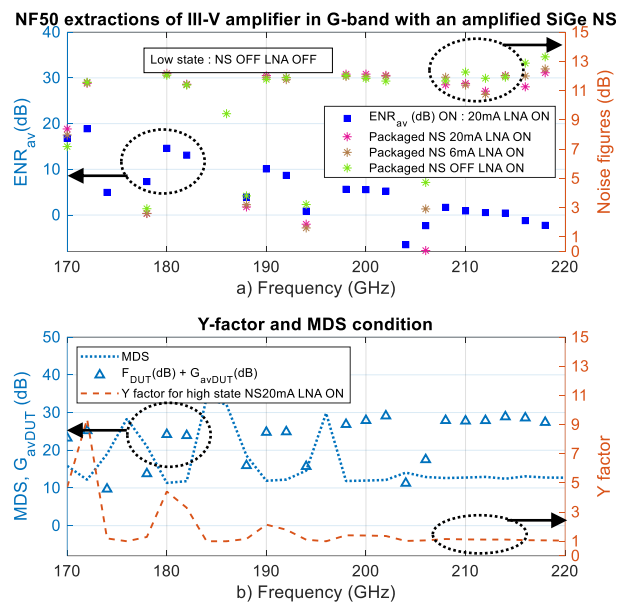 NF50 extractions of III-V amplifier in G-band with an amplified SiGe NS
40
30
20
10
0
ENRav (dB)
Low state : NS OFF LNA OFF
ENRav (dB) ON : 20mA LNA ON
Packaged NS 20mA LNA ON
Packaged NS 6mA LNA ON
Packaged NS OFF LNA ON
15
12
11
9
7
6
5
3
1
0
Noise figures (dB)
170 180 190 200 210 220
a) Frequency (GHz)
Y-factor and MDS condition
50
40
30
20
10
0
MDS, GavDUT (dB)
MDS
FDUT(dB) + GavDUT(dB)
Y factor for high state NS20mA LNA ON
15
13
11
9
7
5
3
2
1
0
Y factor
170 180 190 200 210 220
b) Frequency (GHz)